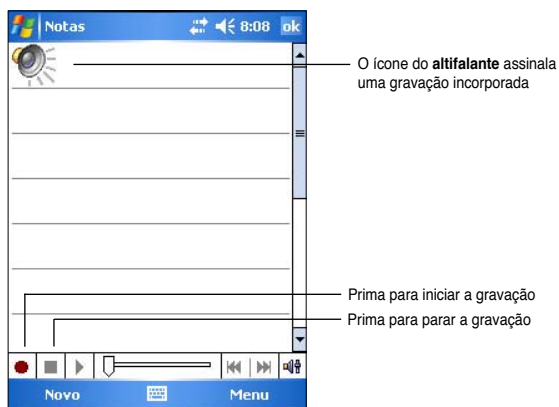 Notas 8:08 ok
O ícone do altifalante assinala
uma gravação incorporada
Prima para iniciar a gravação
Prima para parar a gravação
Novo Menu